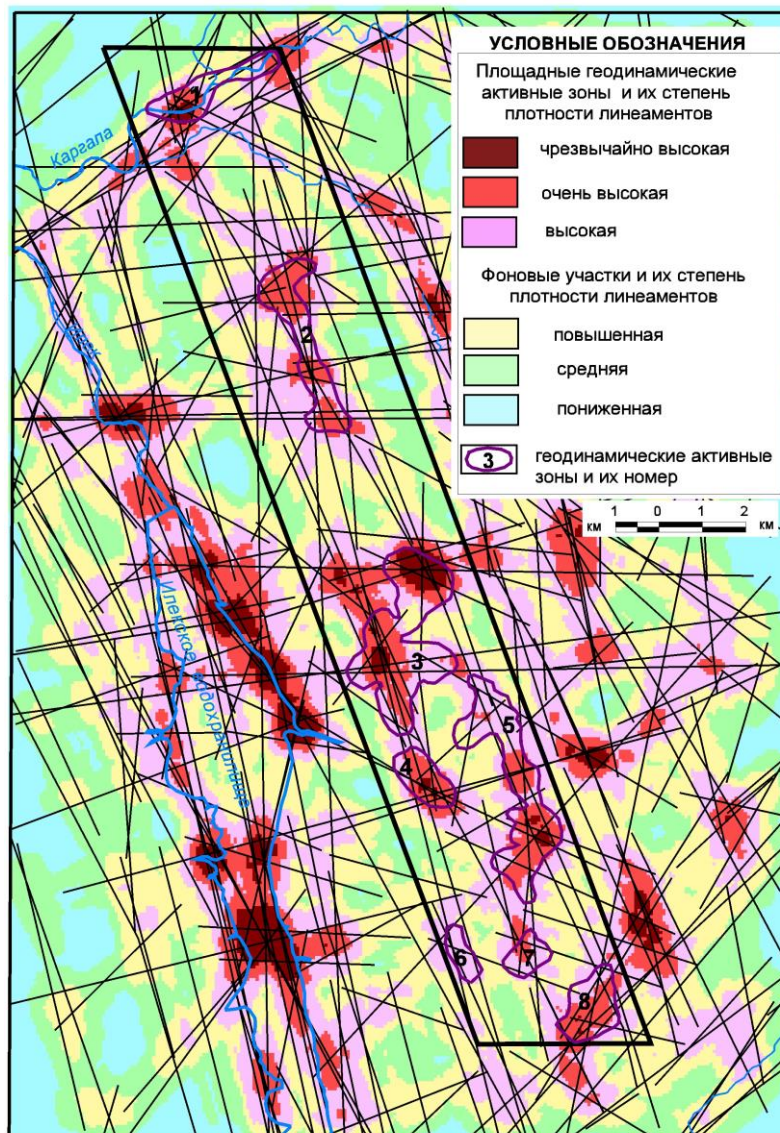 УСЛОВНЫЕ ОБОЗНАЧЕНИЯ
Площадные геодинамические
активные зоны и их степень
плотности линеаментов
чрезвычайно высокая
очень высокая
высокая
Фоновые участки и их степень
плотности линеаментов
повышенная
средняя
пониженная
3
геодинамические активные
зоны и их номер
1 0 1 2
км км
Каргала
Илекское водохранилище
1
2
3
4
5
6
7
8